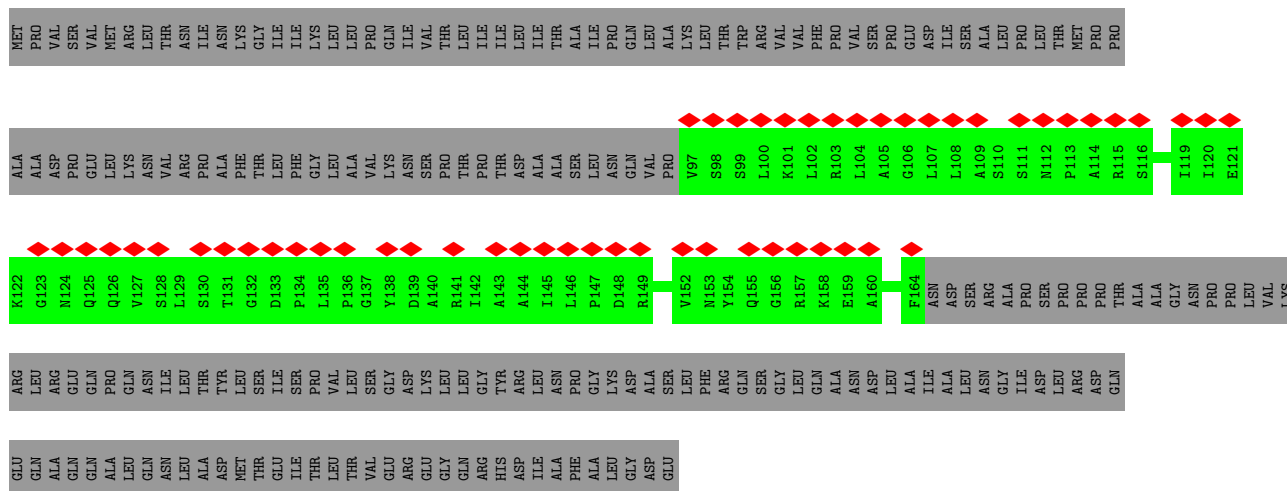 MET PRO VAL SER VAL MET ARG LEU THR ASN ILE ASN LYS GLY ILE ILE LYS LEU LEU PRO GLN ILE VAL THR LEU ILE ILE LEU ILE THR ALA ILE PRO GLN LEU ALA LYS LEU THR TRP ARG VAL VAL PHE PRO VAL SER PRO GLU ASP ILE SER ALA LEU PRO LEU THR MET PRO PRO
ALA ALA ASP PRO GLU LEU LYS ASN VAL ARG PRO ALA PHE THR LEU PHE GLY LEU ALA VAL LYS ASN SER PRO THR PRO THR ASP ALA ALA SER LEU ASN GLN VAL PRO V97 S98 S99 L100 K101 L102 R103 L104 A105 G106 L107 L108 A109 S110 S111 N112 P113 A114 R115 S116 I119 I120 E121
K122 G123 N124 Q125 Q126 V127 S128 L129 S130 T131 G132 D133 P134 L135 P136 G137 Y138 D139 A140 R141 I142 A143 A144 I145 L146 P147 D148 R149 V152 N153 Y154 Q155 G156 R157 K158 E159 A160 F164 ASN ASP SER ARG ALA PRO SER PRO PRO PRO THR ALA ALA GLY ASN PRO PRO LEU VAL LYS
ARG LEU ARG GLU GLN PRO GLN ASN ILE LEU THR TYR LEU SER ILE SER PRO VAL LEU SER GLY ASP LYS LEU LEU GLY TYR ARG LEU ASN PRO GLY LYS ASP ALA SER LEU PHE ARG GLN SER GLY LEU GLN ALA ASN ASP LEU ALA ILE ALA LEU ASN GLY ILE ASP LEU ARG ASP GLN
GLU GLN ALA GLN GLN ALA LEU GLN ASN LEU ALA ASP MET THR GLU ILE THR LEU THR VAL GLU ARG GLU GLY GLN ARG HIS ASP ILE ALA PHE ALA LEU GLY ASP GLU